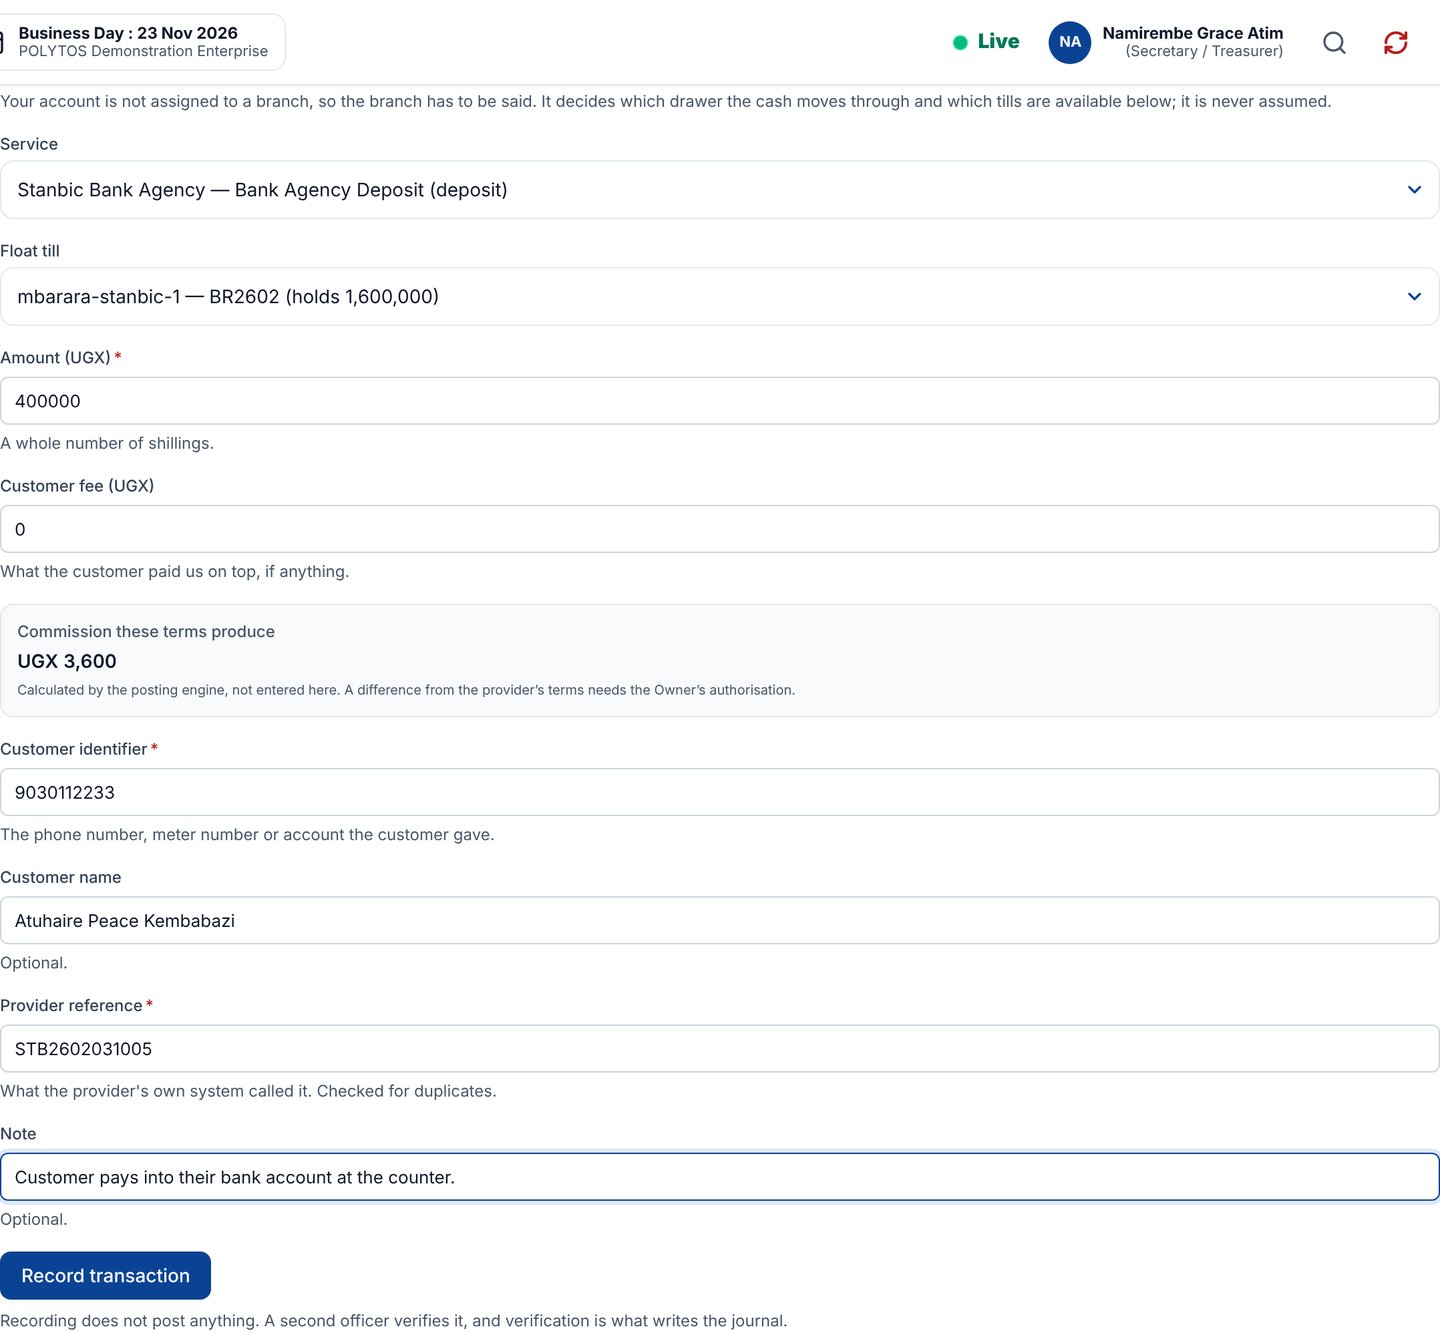 Business Day : 23 Nov 2026
POLYTOS Demonstration Enterprise
Live
NA
Namirembe Grace Atim
(Secretary / Treasurer)
Your account is not assigned to a branch, so the branch has to be said. It decides which drawer the cash moves through and which tills are available below; it is never assumed.
Service
Stanbic Bank Agency — Bank Agency Deposit (deposit)
Float till
mbarara-stanbic-1 — BR2602 (holds 1,600,000)
Amount (UGX) *
400000
A whole number of shillings.
Customer fee (UGX)
0
What the customer paid us on top, if anything.
Commission these terms produce
UGX 3,600
Calculated by the posting engine, not entered here. A difference from the provider’s terms needs the Owner’s authorisation.
Customer identifier *
9030112233
The phone number, meter number or account the customer gave.
Customer name
Atuhaire Peace Kembabazi
Optional.
Provider reference *
STB2602031005
What the provider's own system called it. Checked for duplicates.
Note
Customer pays into their bank account at the counter.
Optional.
Record transaction
Recording does not post anything. A second officer verifies it, and verification is what writes the journal.